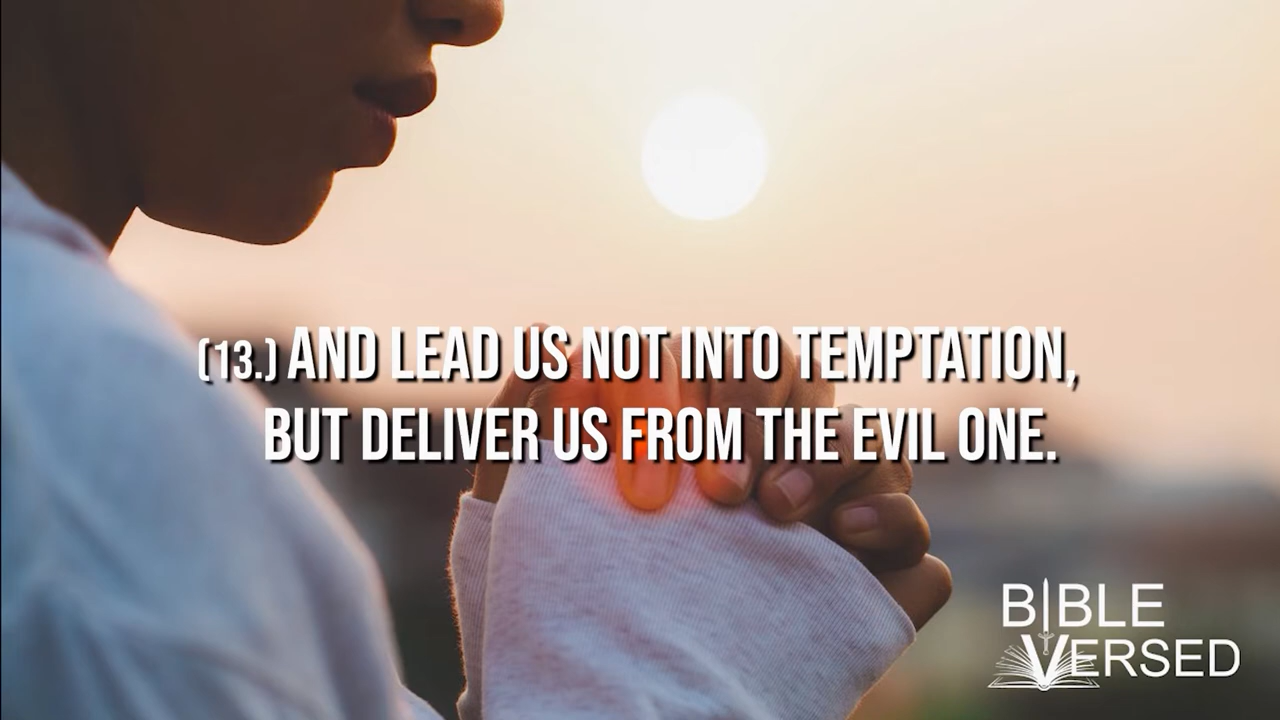 (13.) AND LEAD US NOT INTO TEMPTATION,
BUT DELIVER US FROM THE EVIL ONE.
BIBLE
VERSED